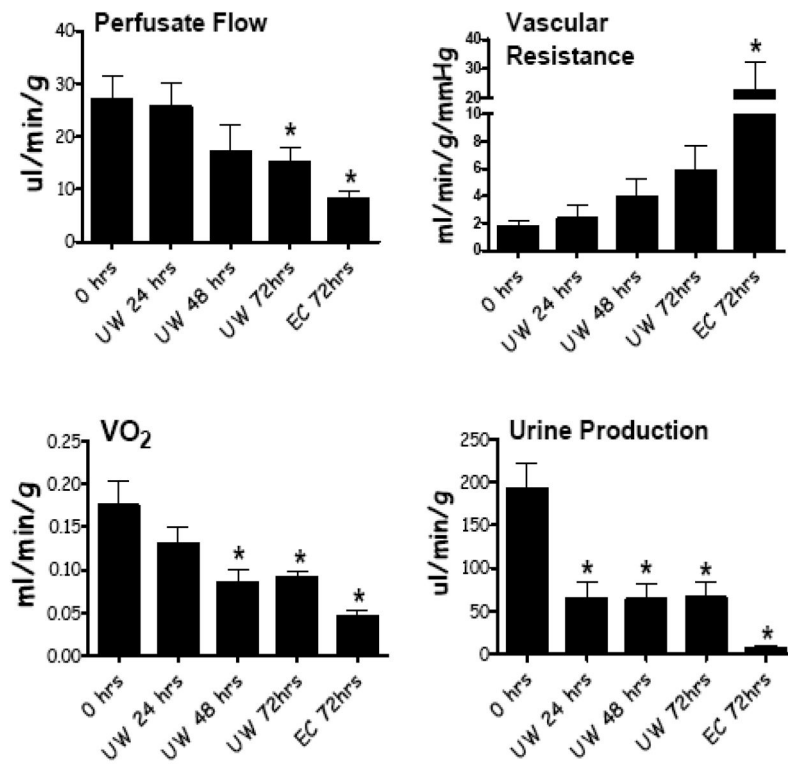 Perfusate Flow
ul/min/g
40
30
20
10
0
*
*
0 hrs
UW 24 hrs
UW 48 hrs
UW 72hrs
EC 72hrs
Vascular
Resistance
ml/min/g/mmHg
40
30
20
10
8
6
4
2
0
*
0 hrs
UW 24 hrs
UW 48 hrs
UW 72hrs
EC 72hrs
VO₂
ml/min/g
0.25
0.20
0.15
0.10
0.05
0.00
*
*
*
0 hrs
UW 24 hrs
UW 48 hrs
UW 72hrs
EC 72hrs
Urine Production
ul/min/g
250
200
150
100
50
0
*
*
*
*
0 hrs
UW 24 hrs
UW 48 hrs
UW 72hrs
EC 72hrs